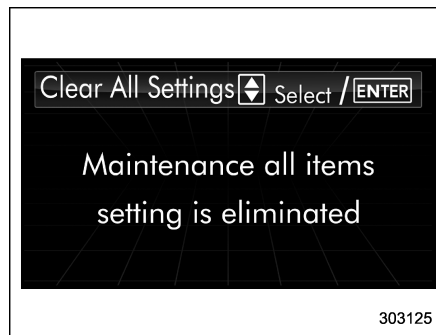 Clear All Settings Select / ENTER
Maintenance all items
setting is eliminated
303125